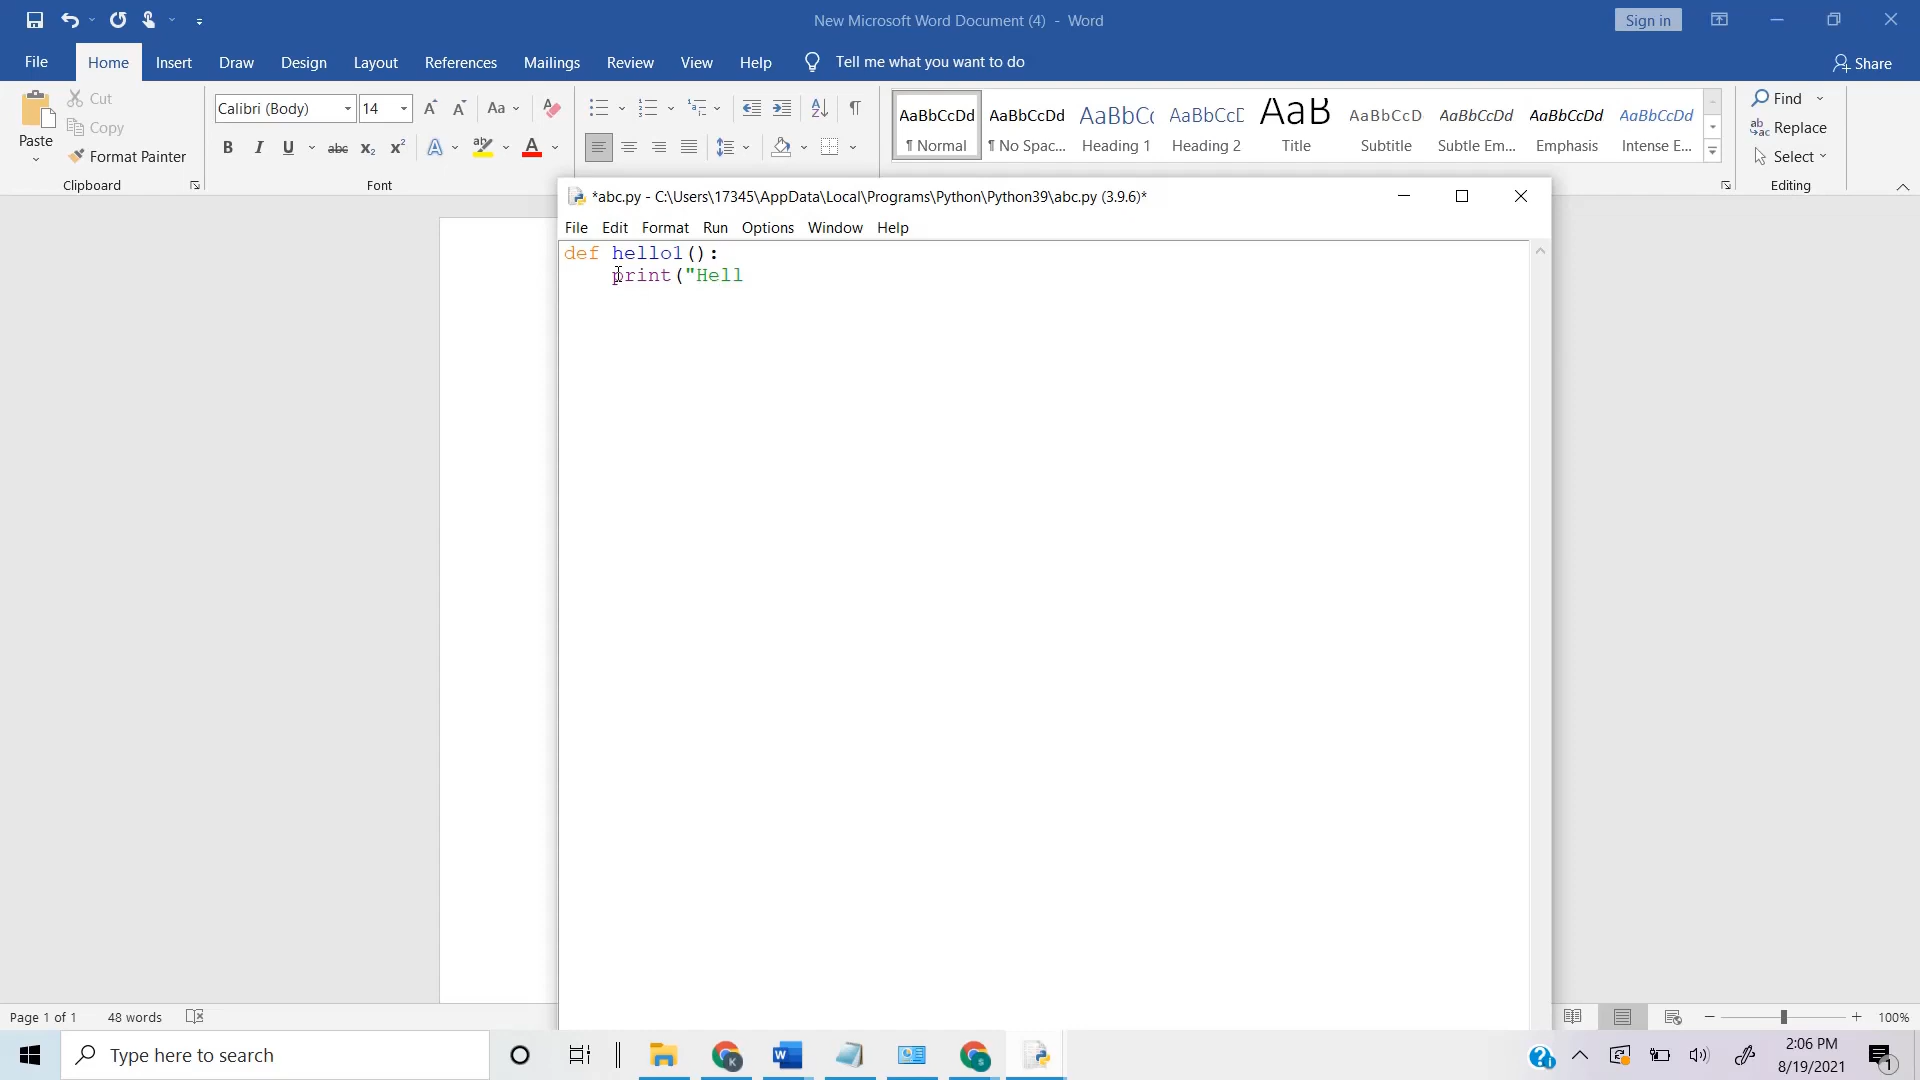 New Microsoft Word Document (4) - Word
Sign in
File Home Insert Draw Design Layout References Mailings Review View Help Tell me what you want to do Share
Paste
Cut
Copy
Format Painter
Clipboard
Calibri (Body) 14
Font
AaBbCcDd AaBbCcDd AaBbCc AaBbCcD AaB AaBbCcD AaBbCcDd AaBbCcDd AaBbCcDd
¶ Normal ¶ No Spac... Heading 1 Heading 2 Title Subtitle Subtle Em... Emphasis Intense E...
Find
Replace
Select
Editing
*abc.py - C:\Users\17345\AppData\Local\Programs\Python\Python39\abc.py (3.9.6)*
File Edit Format Run Options Window Help
def hello1():
print("Hell
Page 1 of 1 48 words
100%
Type here to search
2:06 PM
8/19/2021
1